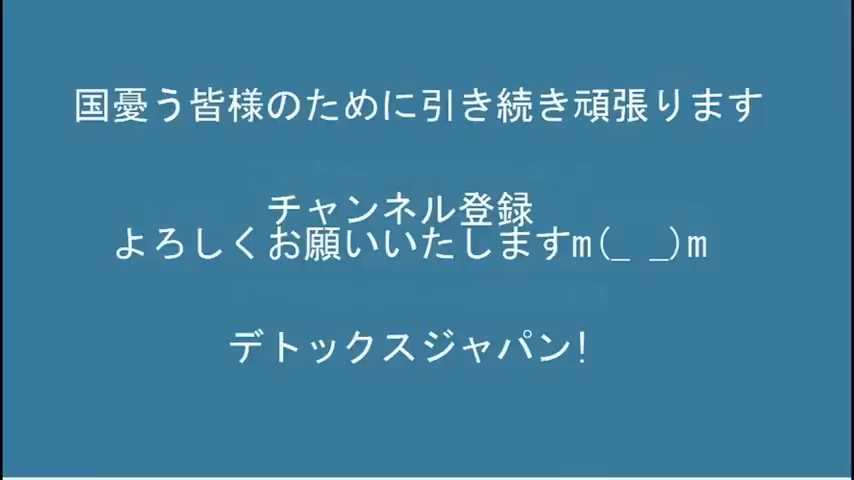 国憂う皆様のために引き続き頑張ります
チャンネル登録
よろしくお願いいたしますm(_ _)m
デトックスジャパン!